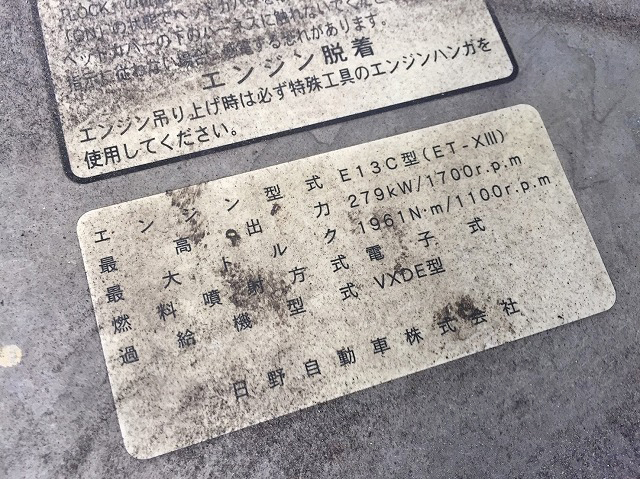 「LOCK」の
「ON」の状態でヘッドカバ
ヘッドカバーの下のハーネスに触れないでくださ
指示に従わない場合、感電する恐れがあります。
エンジン脱着
エンジン吊り上げ時は必ず特殊工具のエンジンハンガを
使用してください。
エンジン型式 E13C型(ET-XIII)
最高出力 279kW/1700r.p.m
最大トルク 1961N・m/1100r.p.m
燃料噴射方式 電子式
過給機型式 VXDE型
日野自動車株式会社